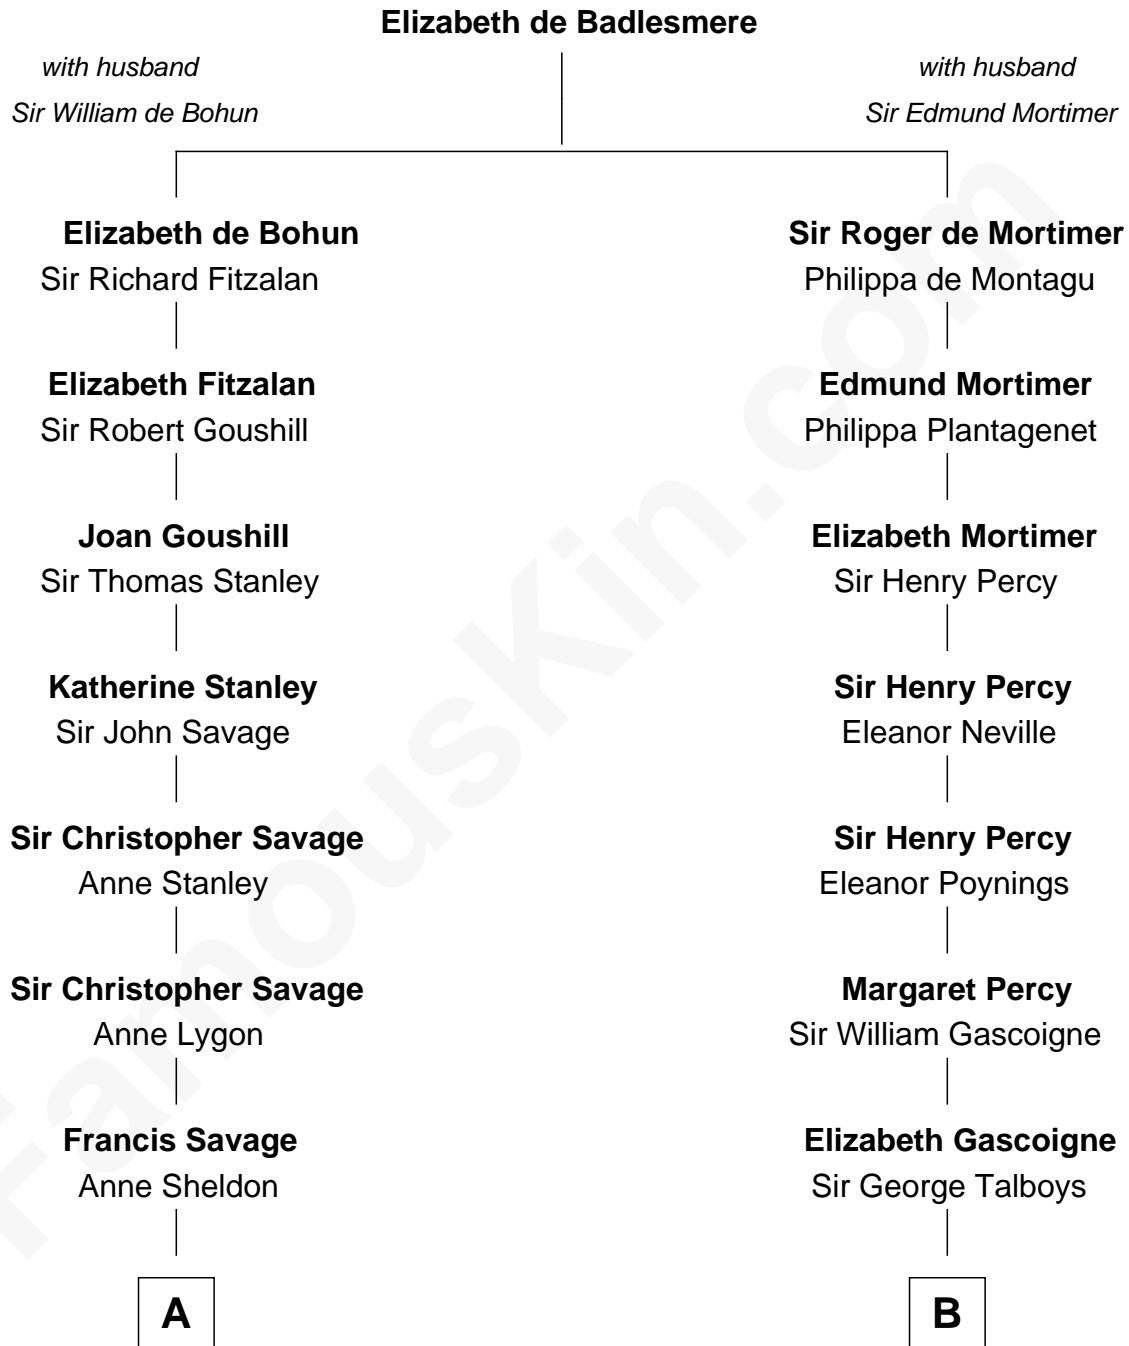 Elizabeth de Badlesmere
with husband
Sir William de Bohun
with husband
Sir Edmund Mortimer
Elizabeth de Bohun
Sir Richard Fitzalan
Sir Roger de Mortimer
Philippa de Montagu
Elizabeth Fitzalan
Sir Robert Goushill
Edmund Mortimer
Philippa Plantagenet
Joan Goushill
Sir Thomas Stanley
Elizabeth Mortimer
Sir Henry Percy
Katherine Stanley
Sir John Savage
Sir Henry Percy
Eleanor Neville
Sir Christopher Savage
Anne Stanley
Sir Henry Percy
Eleanor Poynings
Sir Christopher Savage
Anne Lygon
Margaret Percy
Sir William Gascoigne
Francis Savage
Anne Sheldon
Elizabeth Gascoigne
Sir George Talboys
A
B
FamousKin.com